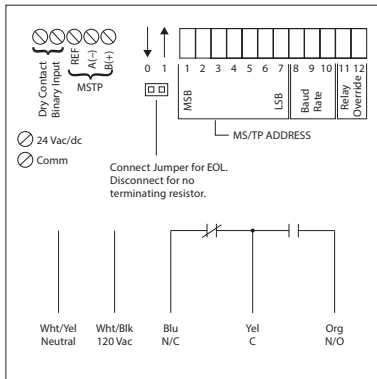 Dry Contact
Binary Input
REF
A(−)
B(+)
MSTP
0 1
1 2 3 4 5 6 7 8 9 10 11 12
MSB
LSB
Baud
Rate
Relay
Override
MS/TP ADDRESS
24 Vac/dc
Comm
Connect Jumper for EOL.
Disconnect for no
terminating resistor.
Wht/Yel
Neutral
Wht/Blk
120 Vac
Blu
N/C
Yel
C
Org
N/O